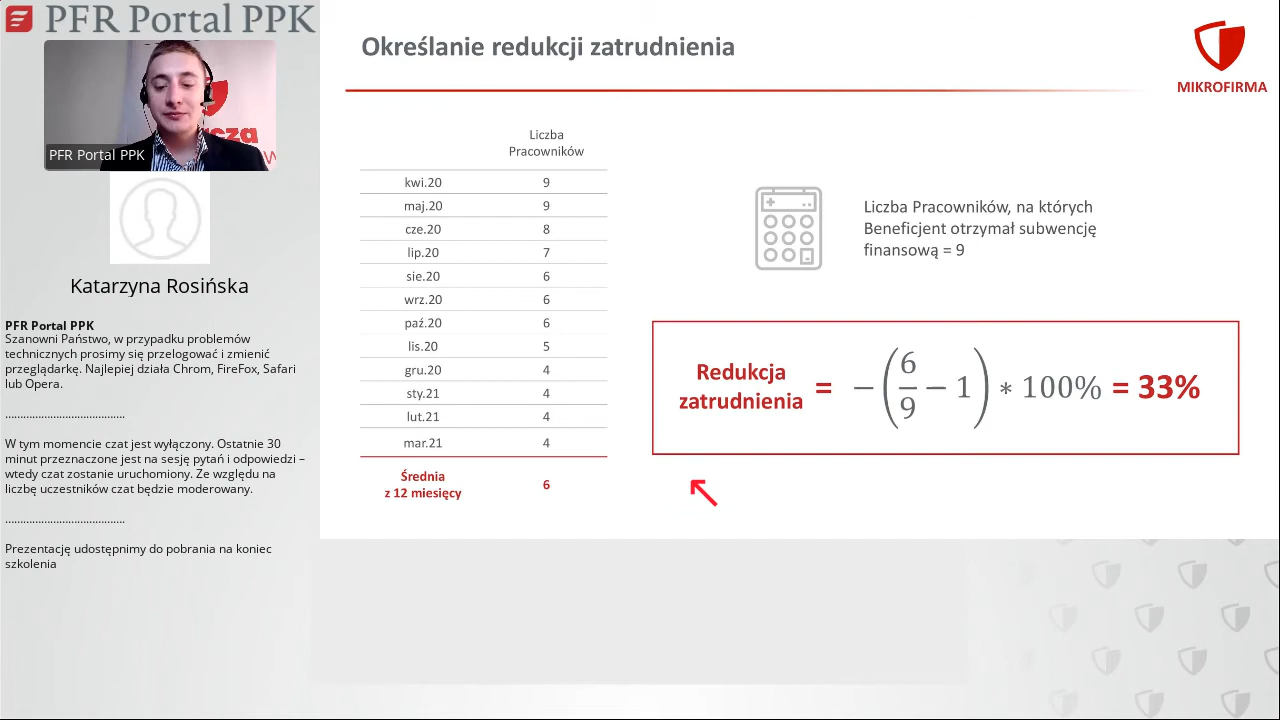 PFR Portal PPK
PFR Portal PPK
Katarzyna Rosińska
PFR Portal PPK
Szanowni Państwo, w przypadku problemów
technicznych prosimy się przelogować i zmienić
przeglądarkę. Najlepiej działa Chrom, FireFox, Safari
lub Opera.
........................................
W tym momencie czat jest wyłączony. Ostatnie 30
minut przeznaczone jest na sesję pytań i odpowiedzi –
wtedy czat zostanie uruchomiony. Ze względu na
liczbę uczestników czat będzie moderowany.
........................................
Prezentację udostępnimy do pobrania na koniec
szkolenia
Określanie redukcji zatrudnienia
MIKROFIRMA
Liczba
Pracowników
kwi.20 9
maj.20 9
cze.20 8
lip.20 7
sie.20 6
wrz.20 6
paź.20 6
lis.20 5
gru.20 4
sty.21 4
lut.21 4
mar.21 4
Średnia
z 12 miesięcy 6
Liczba Pracowników, na których
Beneficjent otrzymał subwencję
finansową = 9
Redukcja
zatrudnienia = −(6/9 − 1) * 100% = 33%